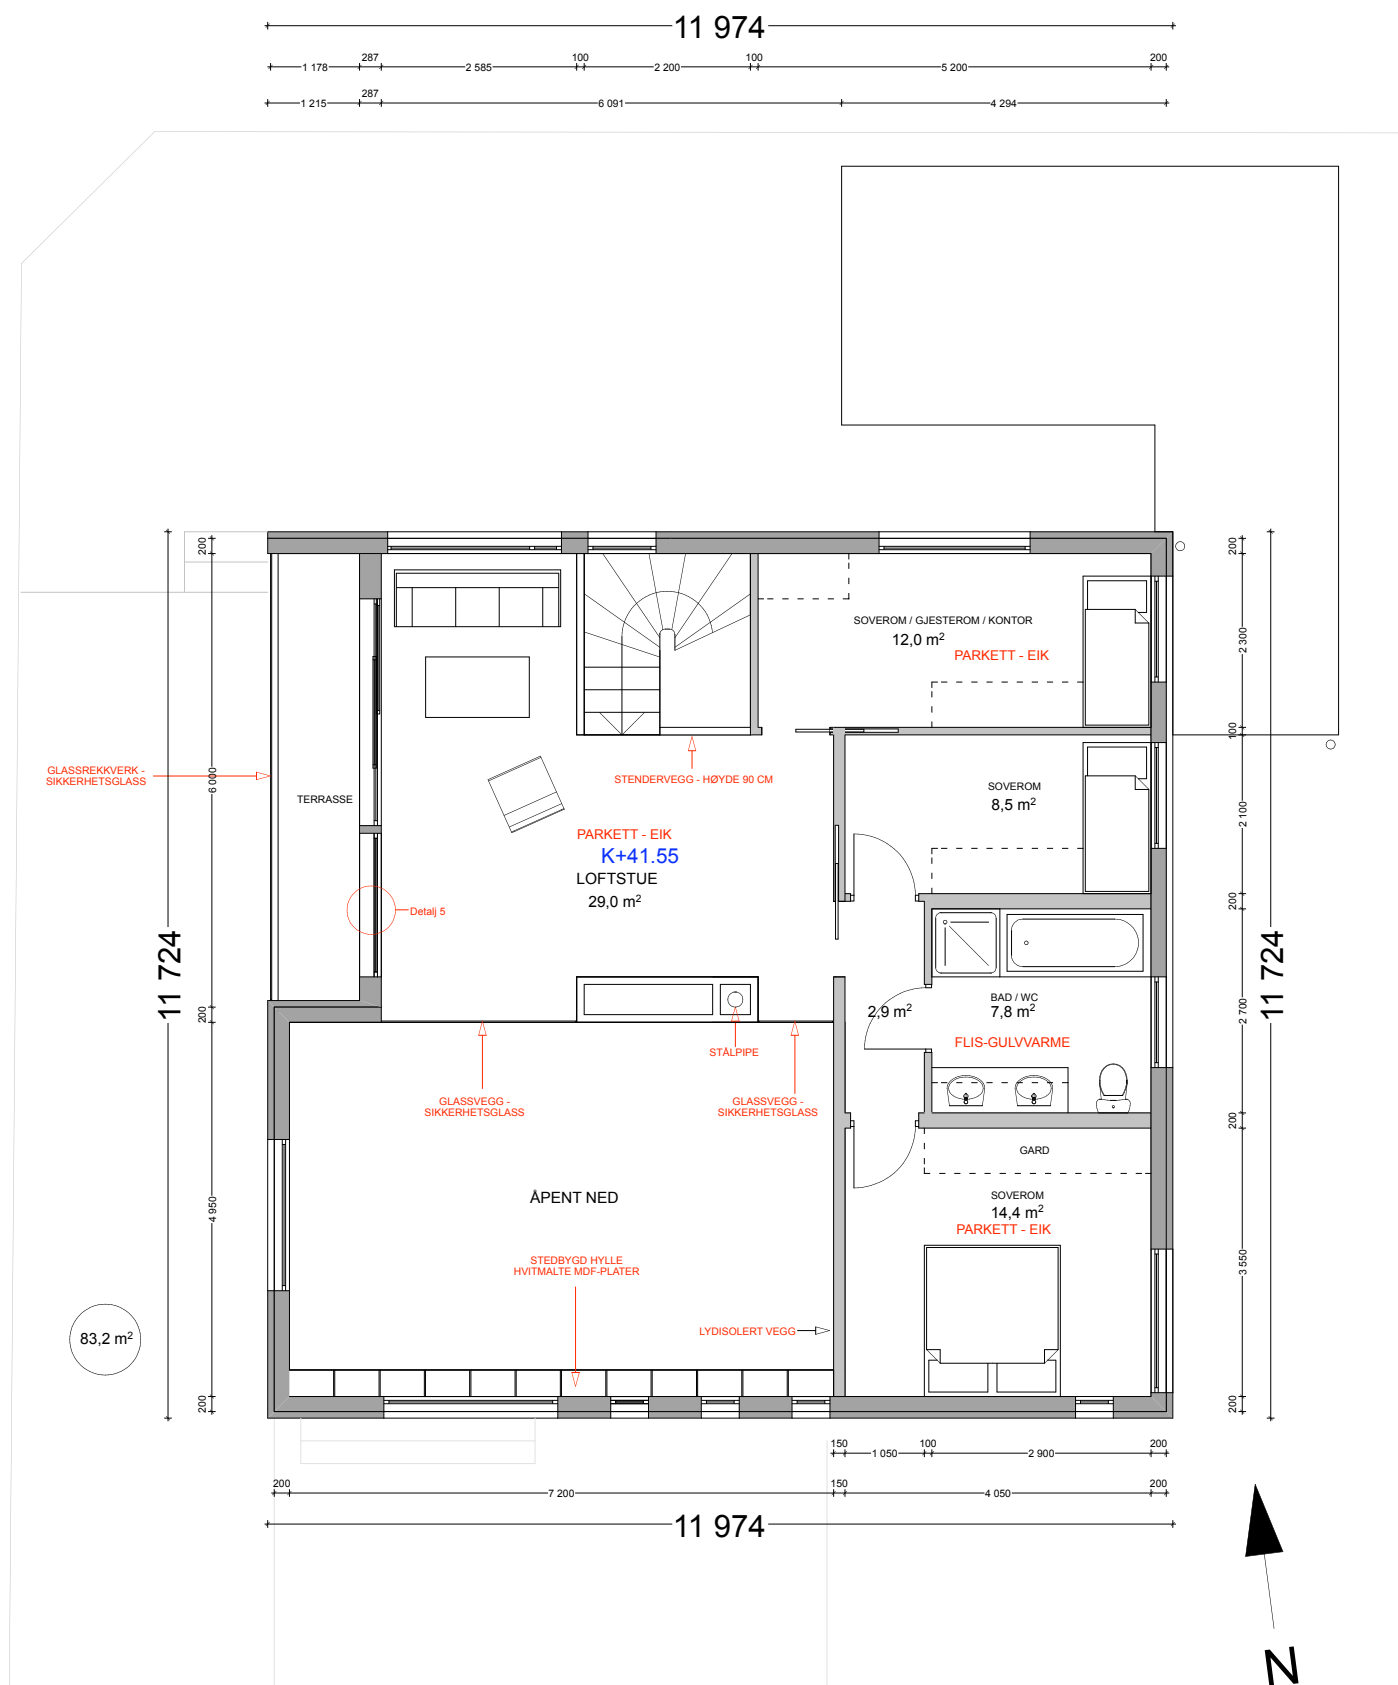 11 974
1 178 287 2 585 100 2 200 100 5 200 200
1 215 287 6 091 4 294
200
6 000
200
4 950
200
11 724
GLASSREKKVERK -
SIKKERHETSGLASS
TERRASSE
SOVEROM / GJESTEROM / KONTOR
12,0 m²
PARKETT - EIK
STENDERVEGG - HØYDE 90 CM
SOVEROM
8,5 m²
PARKETT - EIK
K+41.55
LOFTSTUE
29,0 m²
Detalj 5
BAD / WC
7,8 m²
2,9 m²
FLIS-GULVVARME
STÅLPIPE
GLASSVEGG -
SIKKERHETSGLASS
GLASSVEGG -
SIKKERHETSGLASS
GARD
ÅPENT NED
SOVEROM
14,4 m²
PARKETT - EIK
STEDBYGD HYLLE
HVITMALTE MDF-PLATER
LYDISOLERT VEGG
83,2 m²
200
2 300
100
2 100
200
2 700
200
3 550
200
11 724
150 1 050 100 2 900 200
200 7 200 150 4 050 200
11 974
N